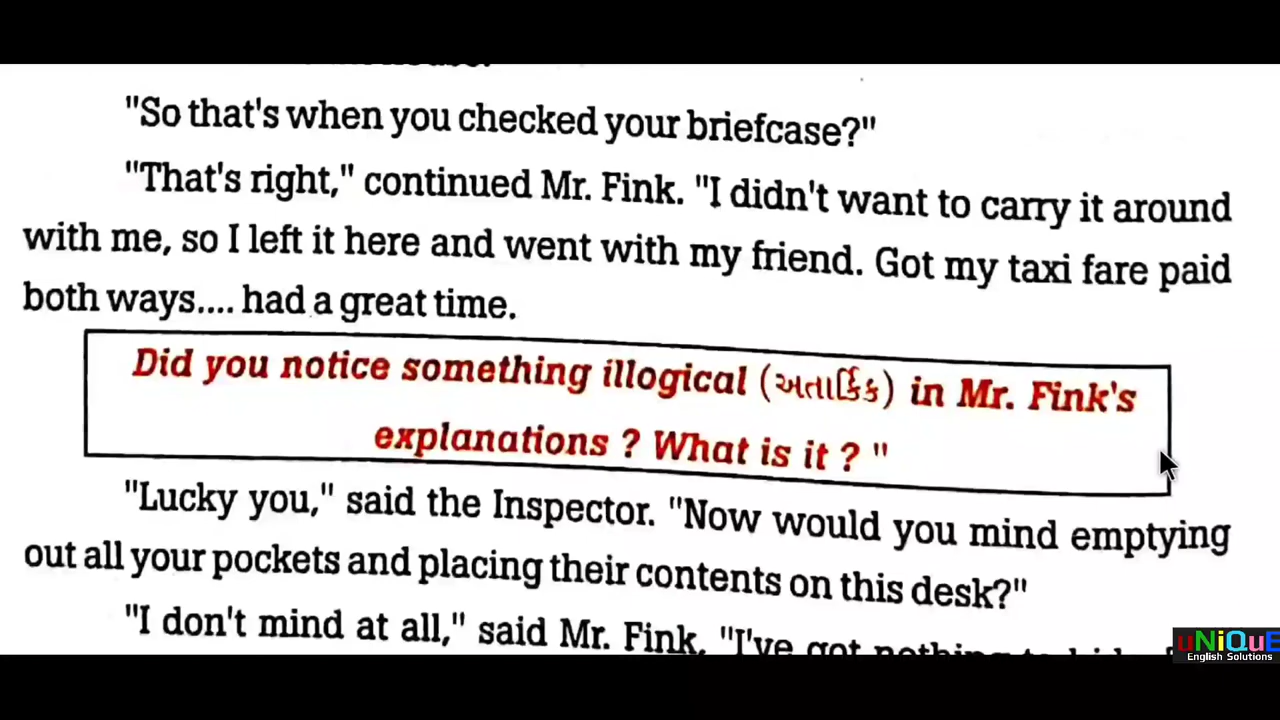 "So that's when you checked your briefcase?"
"That's right," continued Mr. Fink. "I didn't want to carry it around
with me, so I left it here and went with my friend. Got my taxi fare paid
both ways.... had a great time.
Did you notice something illogical (અતાર્કિક) in Mr. Fink's
explanations ? What is it ? "
"Lucky you," said the Inspector. "Now would you mind emptying
out all your pockets and placing their contents on this desk?"
"I don't mind at all," said Mr. Fink, "I've got nothing to
uNiQuE
English Solutions